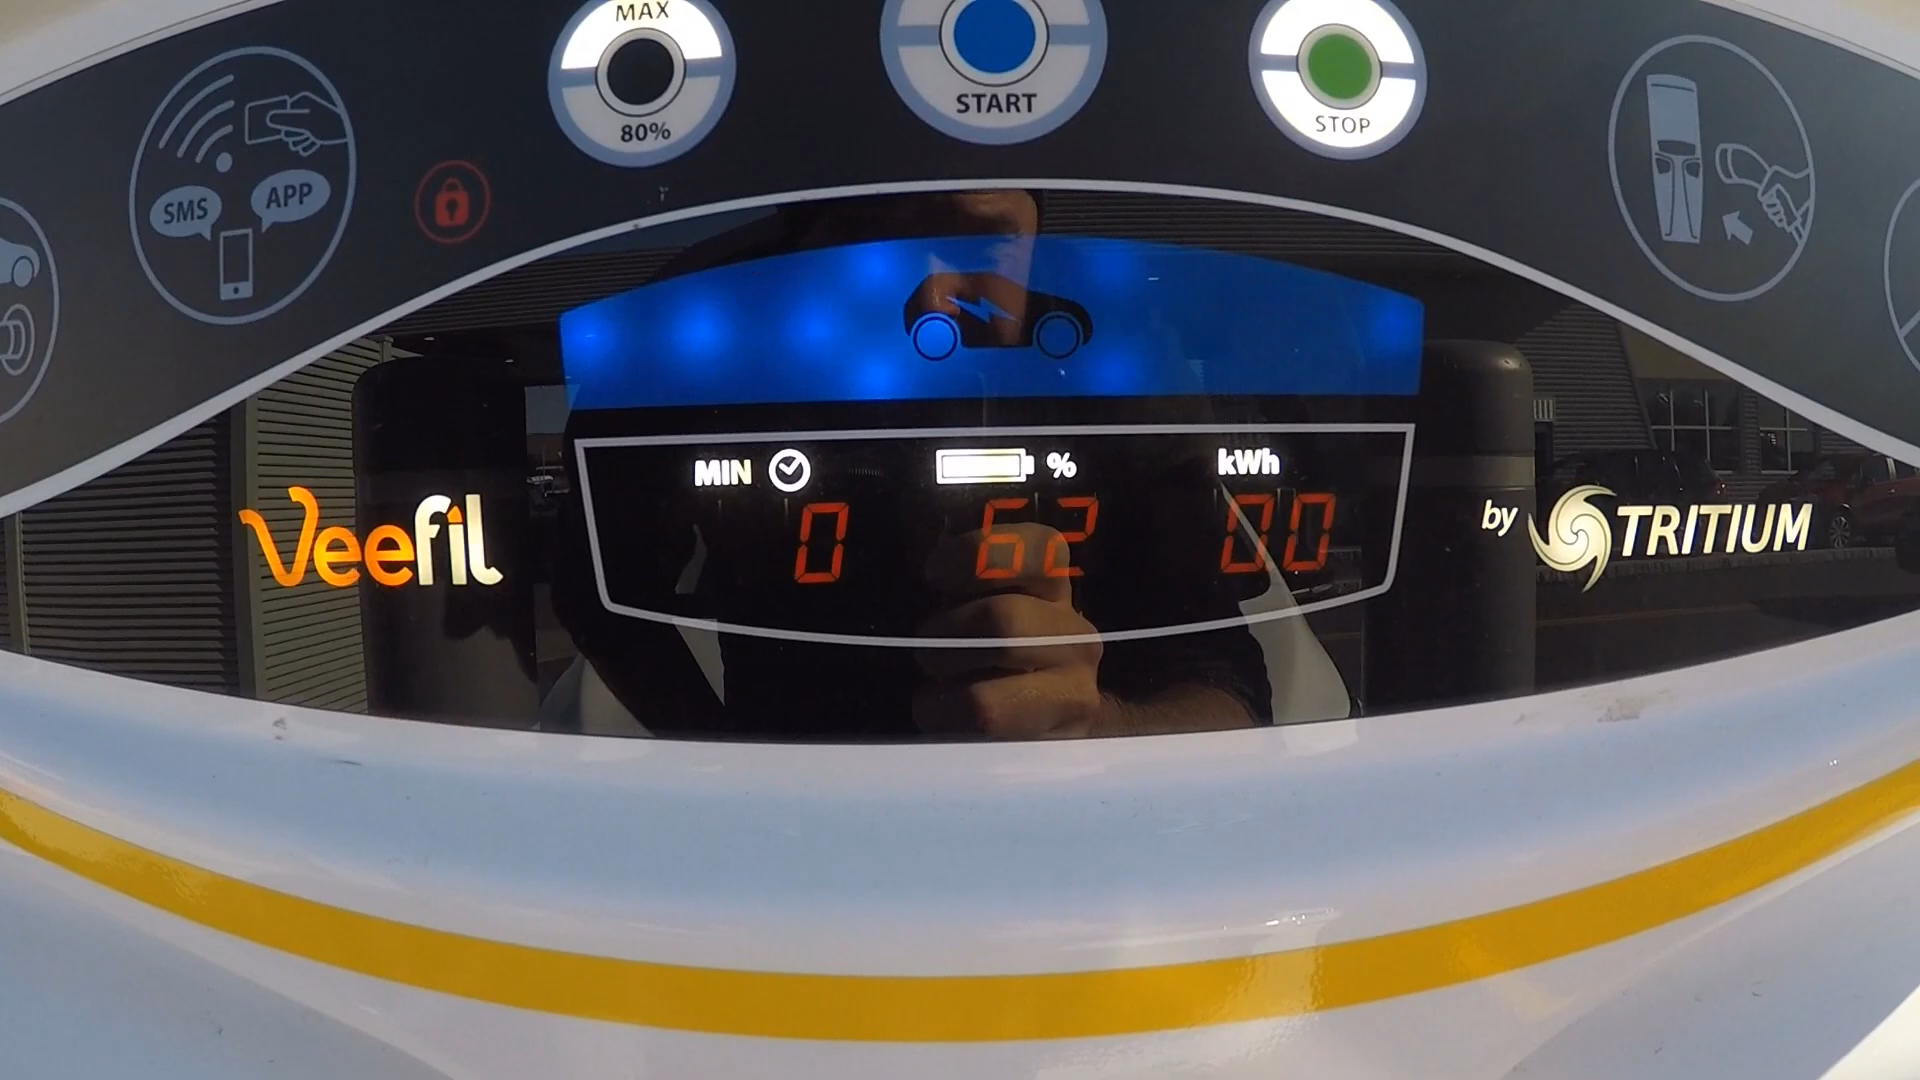 MAX
80%
START
STOP
SMS
APP
MIN
%
kWh
0
62
00
Veefil
by TRITIUM